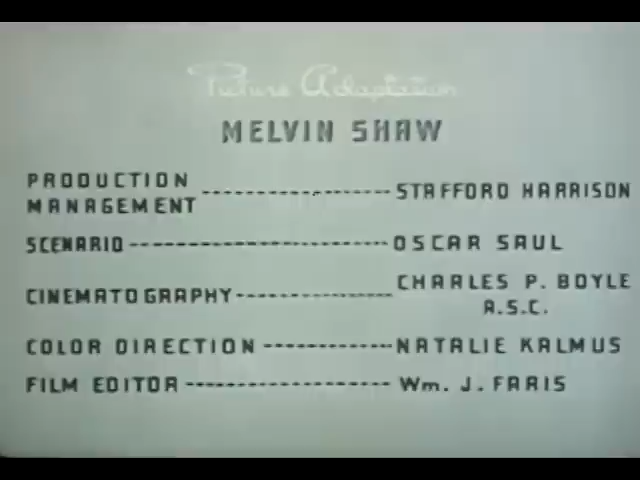 Picture Adaptation
MELVIN SHAW
PRODUCTION MANAGEMENT --------------------- STAFFORD HARRISON
SCENARIO ----------------------------- OSCAR SAUL
CINEMATOGRAPHY ----------------- CHARLES P. BOYLE A.S.C.
COLOR DIRECTION -------------- NATALIE KALMUS
FILM EDITOR ---------------------- Wm. J. FARIS